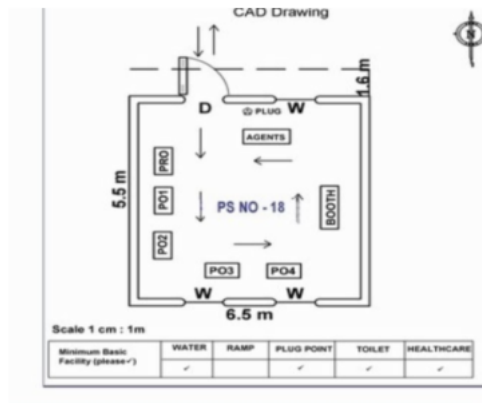 CAD Drawing
N
1.6 m
D
PLUG
W
AGENTS
PRO
5.5 m
PO1
PS NO - 18
BOOTH
PO2
PO3
PO4
W
W
6.5 m
Scale 1 cm : 1m
Minimum Basic Facility (please✓) WATER RAMP PLUG POINT TOILET HEALTHCARE
✓ ✓ ✓ ✓